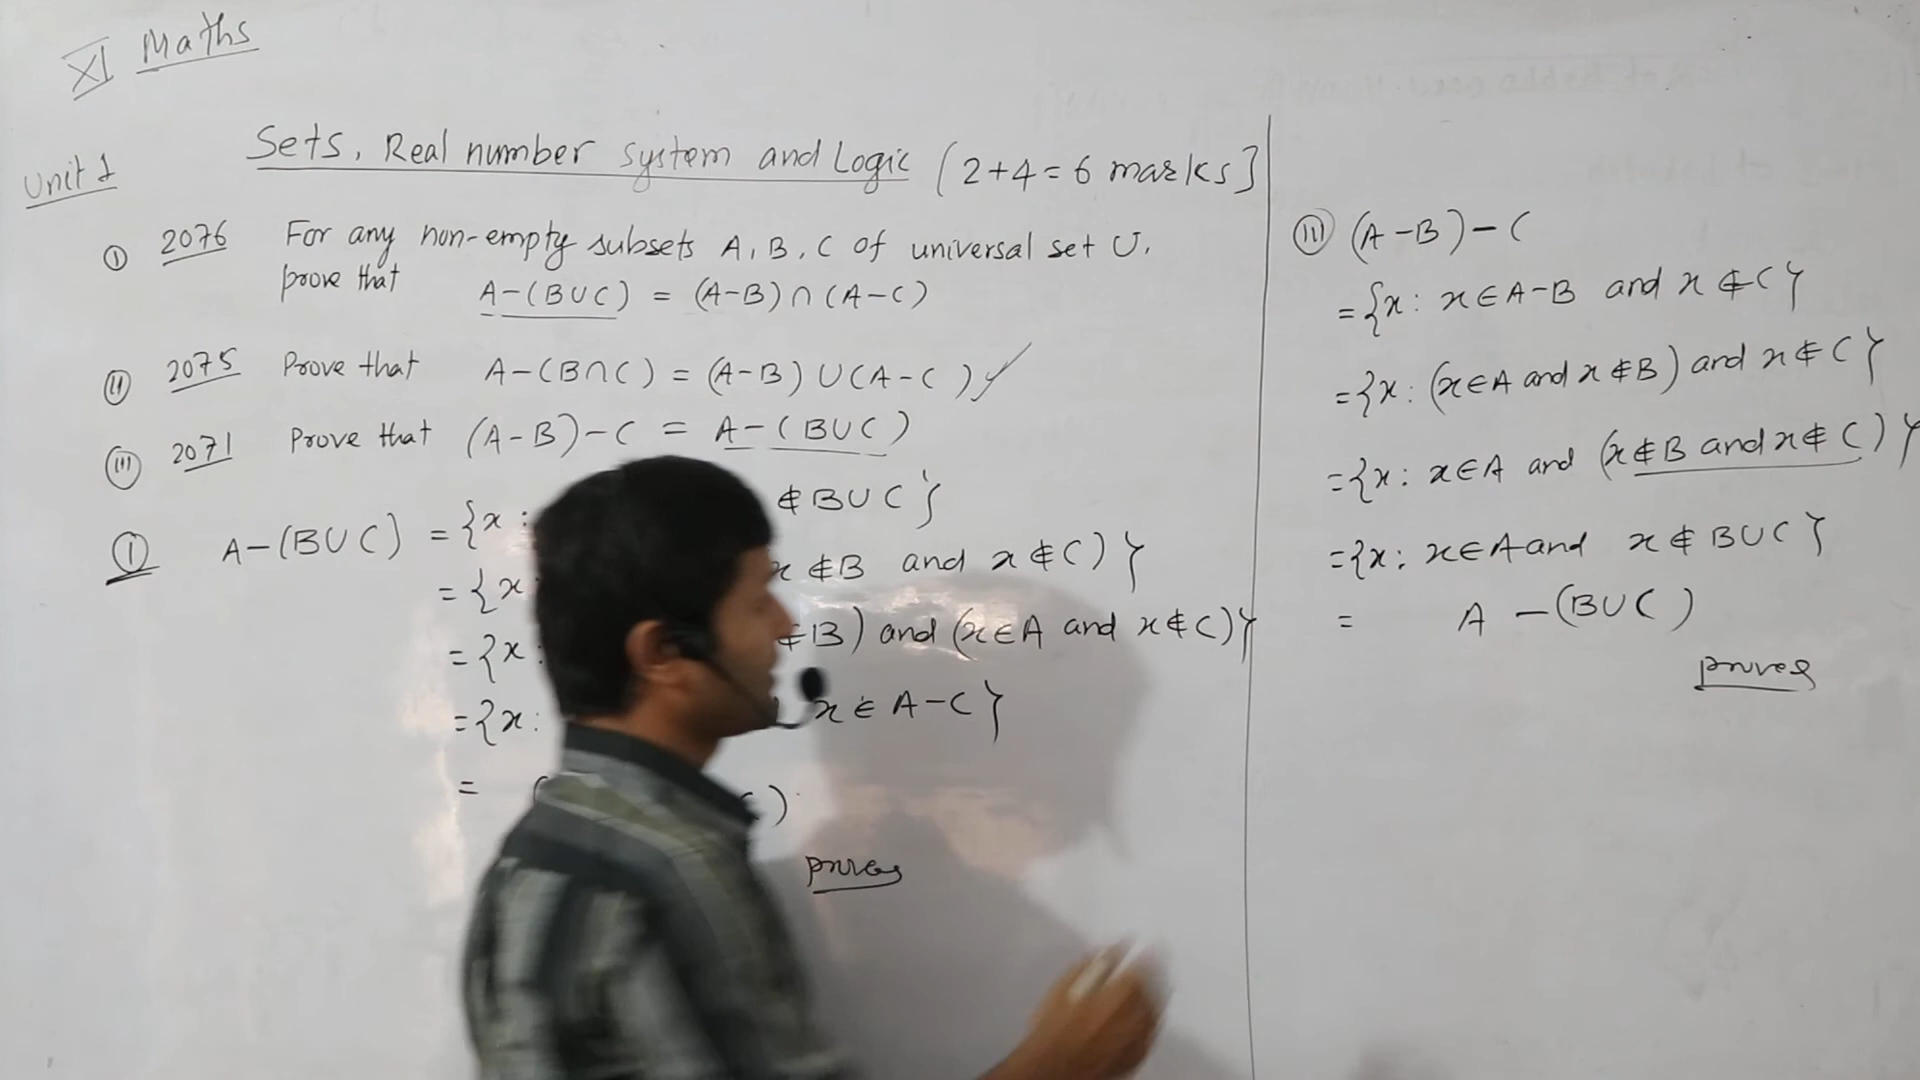 XI Maths
Unit 1 Sets, Real number system and Logic [2+4=6 marks]
(i) 2076 For any non-empty subsets A, B, C of universal set U.
prove that A-(B∪C) = (A-B)∩(A-C)
(ii) 2075 Prove that A-(B∩C) = (A-B)∪(A-C) ✓
(iii) 2071 Prove that (A-B)-C = A-(B∪C)
(i) A-(B∪C) = {x: ∉ B∪C}
= {x: x∉B and x∉C)}
= {x: ∉B) and (x∈A and x∉C)}
= {x: x∈A-C}
= ( )
proved
(iii) (A-B)-C
= {x: x∈A-B and x∉C}
= {x: (x∈A and x∉B) and x∉C}
= {x: x∈A and (x∉B and x∉C)}
= {x: x∈A and x∉B∪C}
= A-(B∪C)
proved